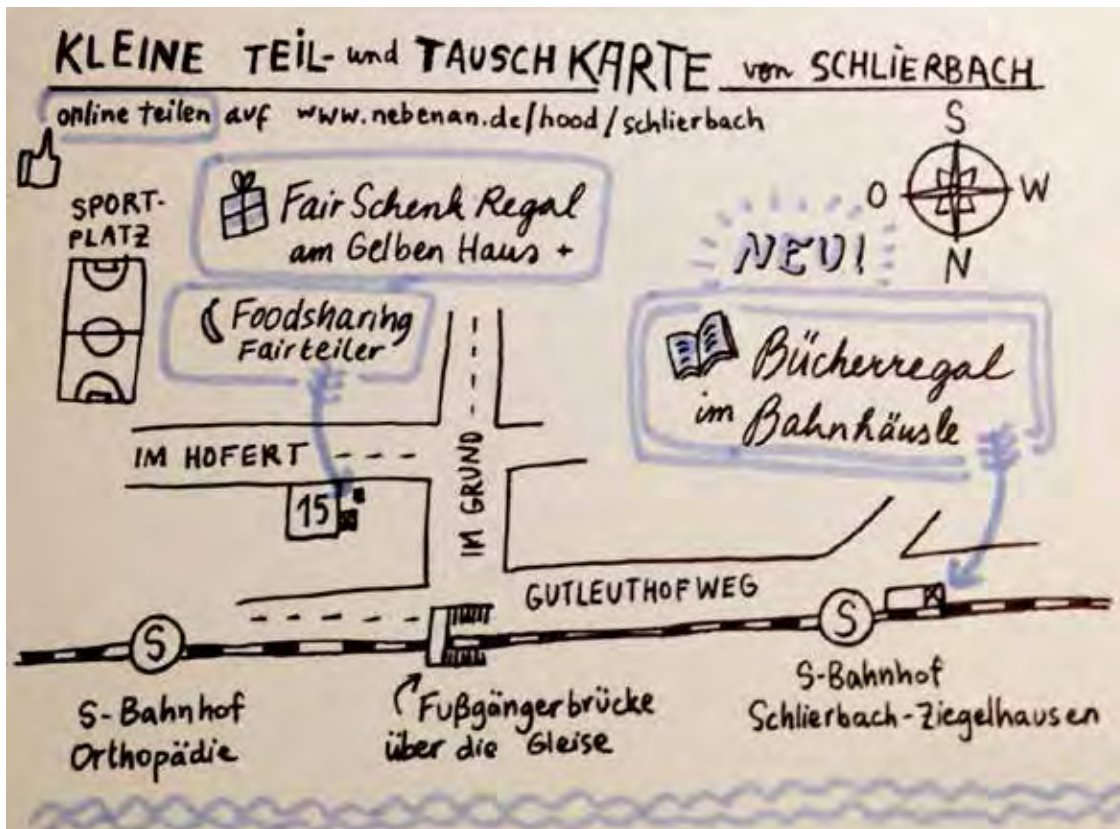 KLEINE TEIL- und TAUSCH KARTE von SCHLIERBACH
online teilen auf www.nebenan.de/hood/schlierbach
S
O W
N
SPORT-
PLATZ
FairSchenk Regal
am Gelben Haus +
NEU!
Foodsharing
Fairteiler
Bücherregal
im Bahnhäusle
IM HOFERT
IM GRUND
15
GUTLEUTHOFWEG
S
S
S-Bahnhof
Orthopädie
Fußgängerbrücke
über die Gleise
S-Bahnhof
Schlierbach-Ziegelhausen